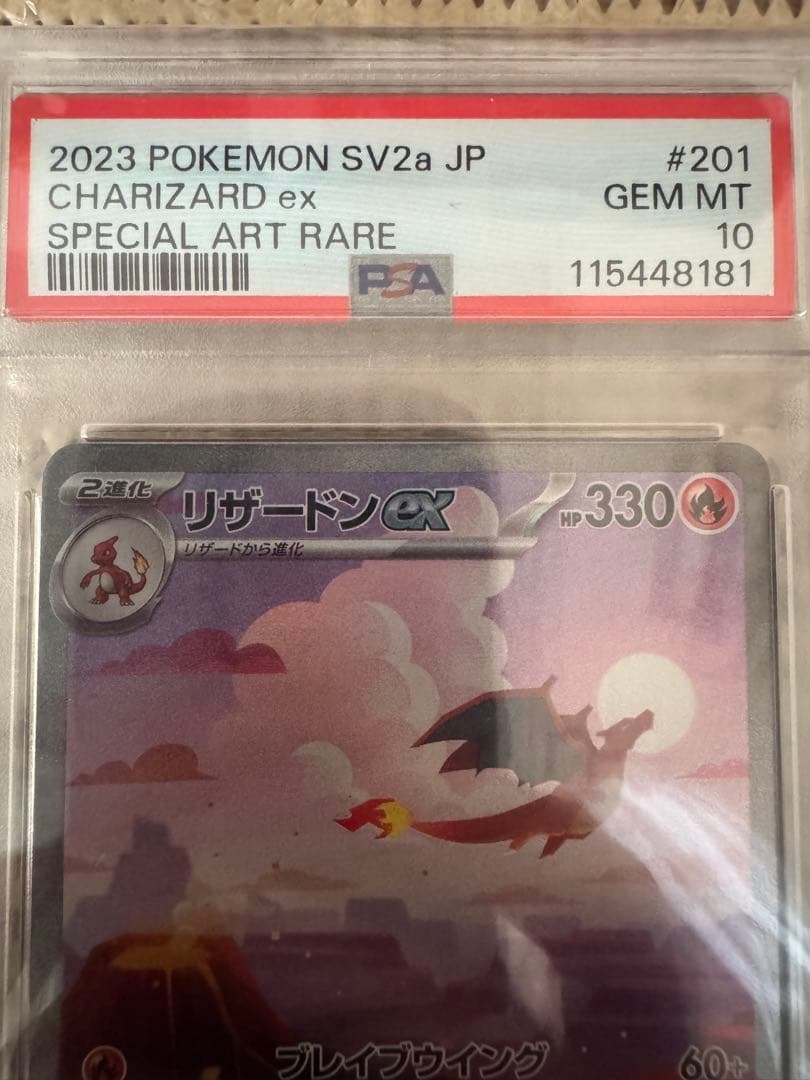 2023 POKEMON SV2a JP #201
CHARIZARD ex GEM MT
SPECIAL ART RARE 10
PSA 115448181
2進化 リザードンex HP 330
リザードから進化
ブレイブウイング 60+